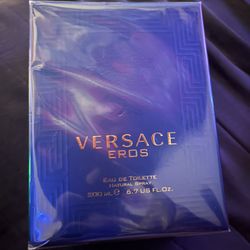 VERSACE
EROS
EAU DE TOILETTE
NATURAL SPRAY
200 ML ℮ 6.7 US FL.OZ.